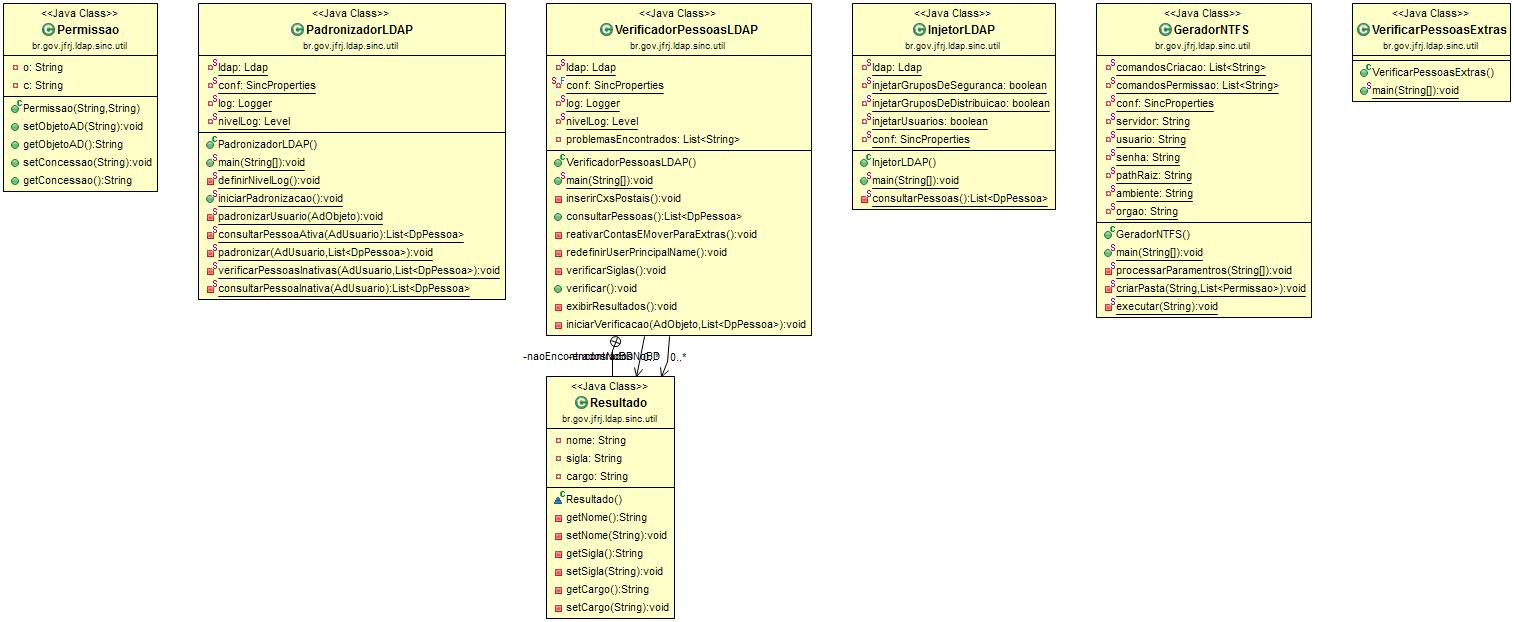 <<Java Class>>
Permissao
br.gov.jfrj.ldap.sinc.util
o: String
c: String
Permissao(String,String)
setObjetoAD(String):void
getObjetoAD():String
setConcessao(String):void
getConcessao():String
<<Java Class>>
PadronizadorLDAP
br.gov.jfrj.ldap.sinc.util
ldap: Ldap
conf: SincProperties
log: Logger
nivelLog: Level
PadronizadorLDAP()
main(String[]):void
definirNivelLog():void
iniciarPadronizacao():void
padronizarUsuario(AdObjeto):void
consultarPessoaAtiva(AdUsuario):List<DpPessoa>
padronizar(AdUsuario,List<DpPessoa>):void
verificarPessoasInativas(AdUsuario,List<DpPessoa>):void
consultarPessoaInativa(AdUsuario):List<DpPessoa>
<<Java Class>>
VerificadorPessoasLDAP
br.gov.jfrj.ldap.sinc.util
ldap: Ldap
conf: SincProperties
log: Logger
nivelLog: Level
problemasEncontrados: List<String>
VerificadorPessoasLDAP()
main(String[]):void
inserirCxsPostais():void
consultarPessoas():List<DpPessoa>
reativarContasEMoverParaExtras():void
redefinirUserPrincipalName():void
verificarSiglas():void
verificar():void
exibirResultados():void
iniciarVerificacao(AdObjeto,List<DpPessoa>):void
0..*
<<Java Class>>
Resultado
br.gov.jfrj.ldap.sinc.util
nome: String
sigla: String
cargo: String
Resultado()
getNome():String
setNome(String):void
getSigla():String
setSigla(String):void
getCargo():String
setCargo(String):void
<<Java Class>>
InjetorLDAP
br.gov.jfrj.ldap.sinc.util
ldap: Ldap
injetarGruposDeSeguranca: boolean
injetarGruposDeDistribuicao: boolean
injetarUsuarios: boolean
conf: SincProperties
InjetorLDAP()
main(String[]):void
consultarPessoas():List<DpPessoa>
<<Java Class>>
GeradorNTFS
br.gov.jfrj.ldap.sinc.util
comandosCriacao: List<String>
comandosPermissao: List<String>
conf: SincProperties
servidor: String
usuario: String
senha: String
pathRaiz: String
ambiente: String
orgao: String
GeradorNTFS()
main(String[]):void
processarParamentros(String[]):void
criarPasta(String,List<Permissao>):void
executar(String):void
<<Java Class>>
VerificarPessoasExtras
br.gov.jfrj.ldap.sinc.util
VerificarPessoasExtras()
main(String[]):void